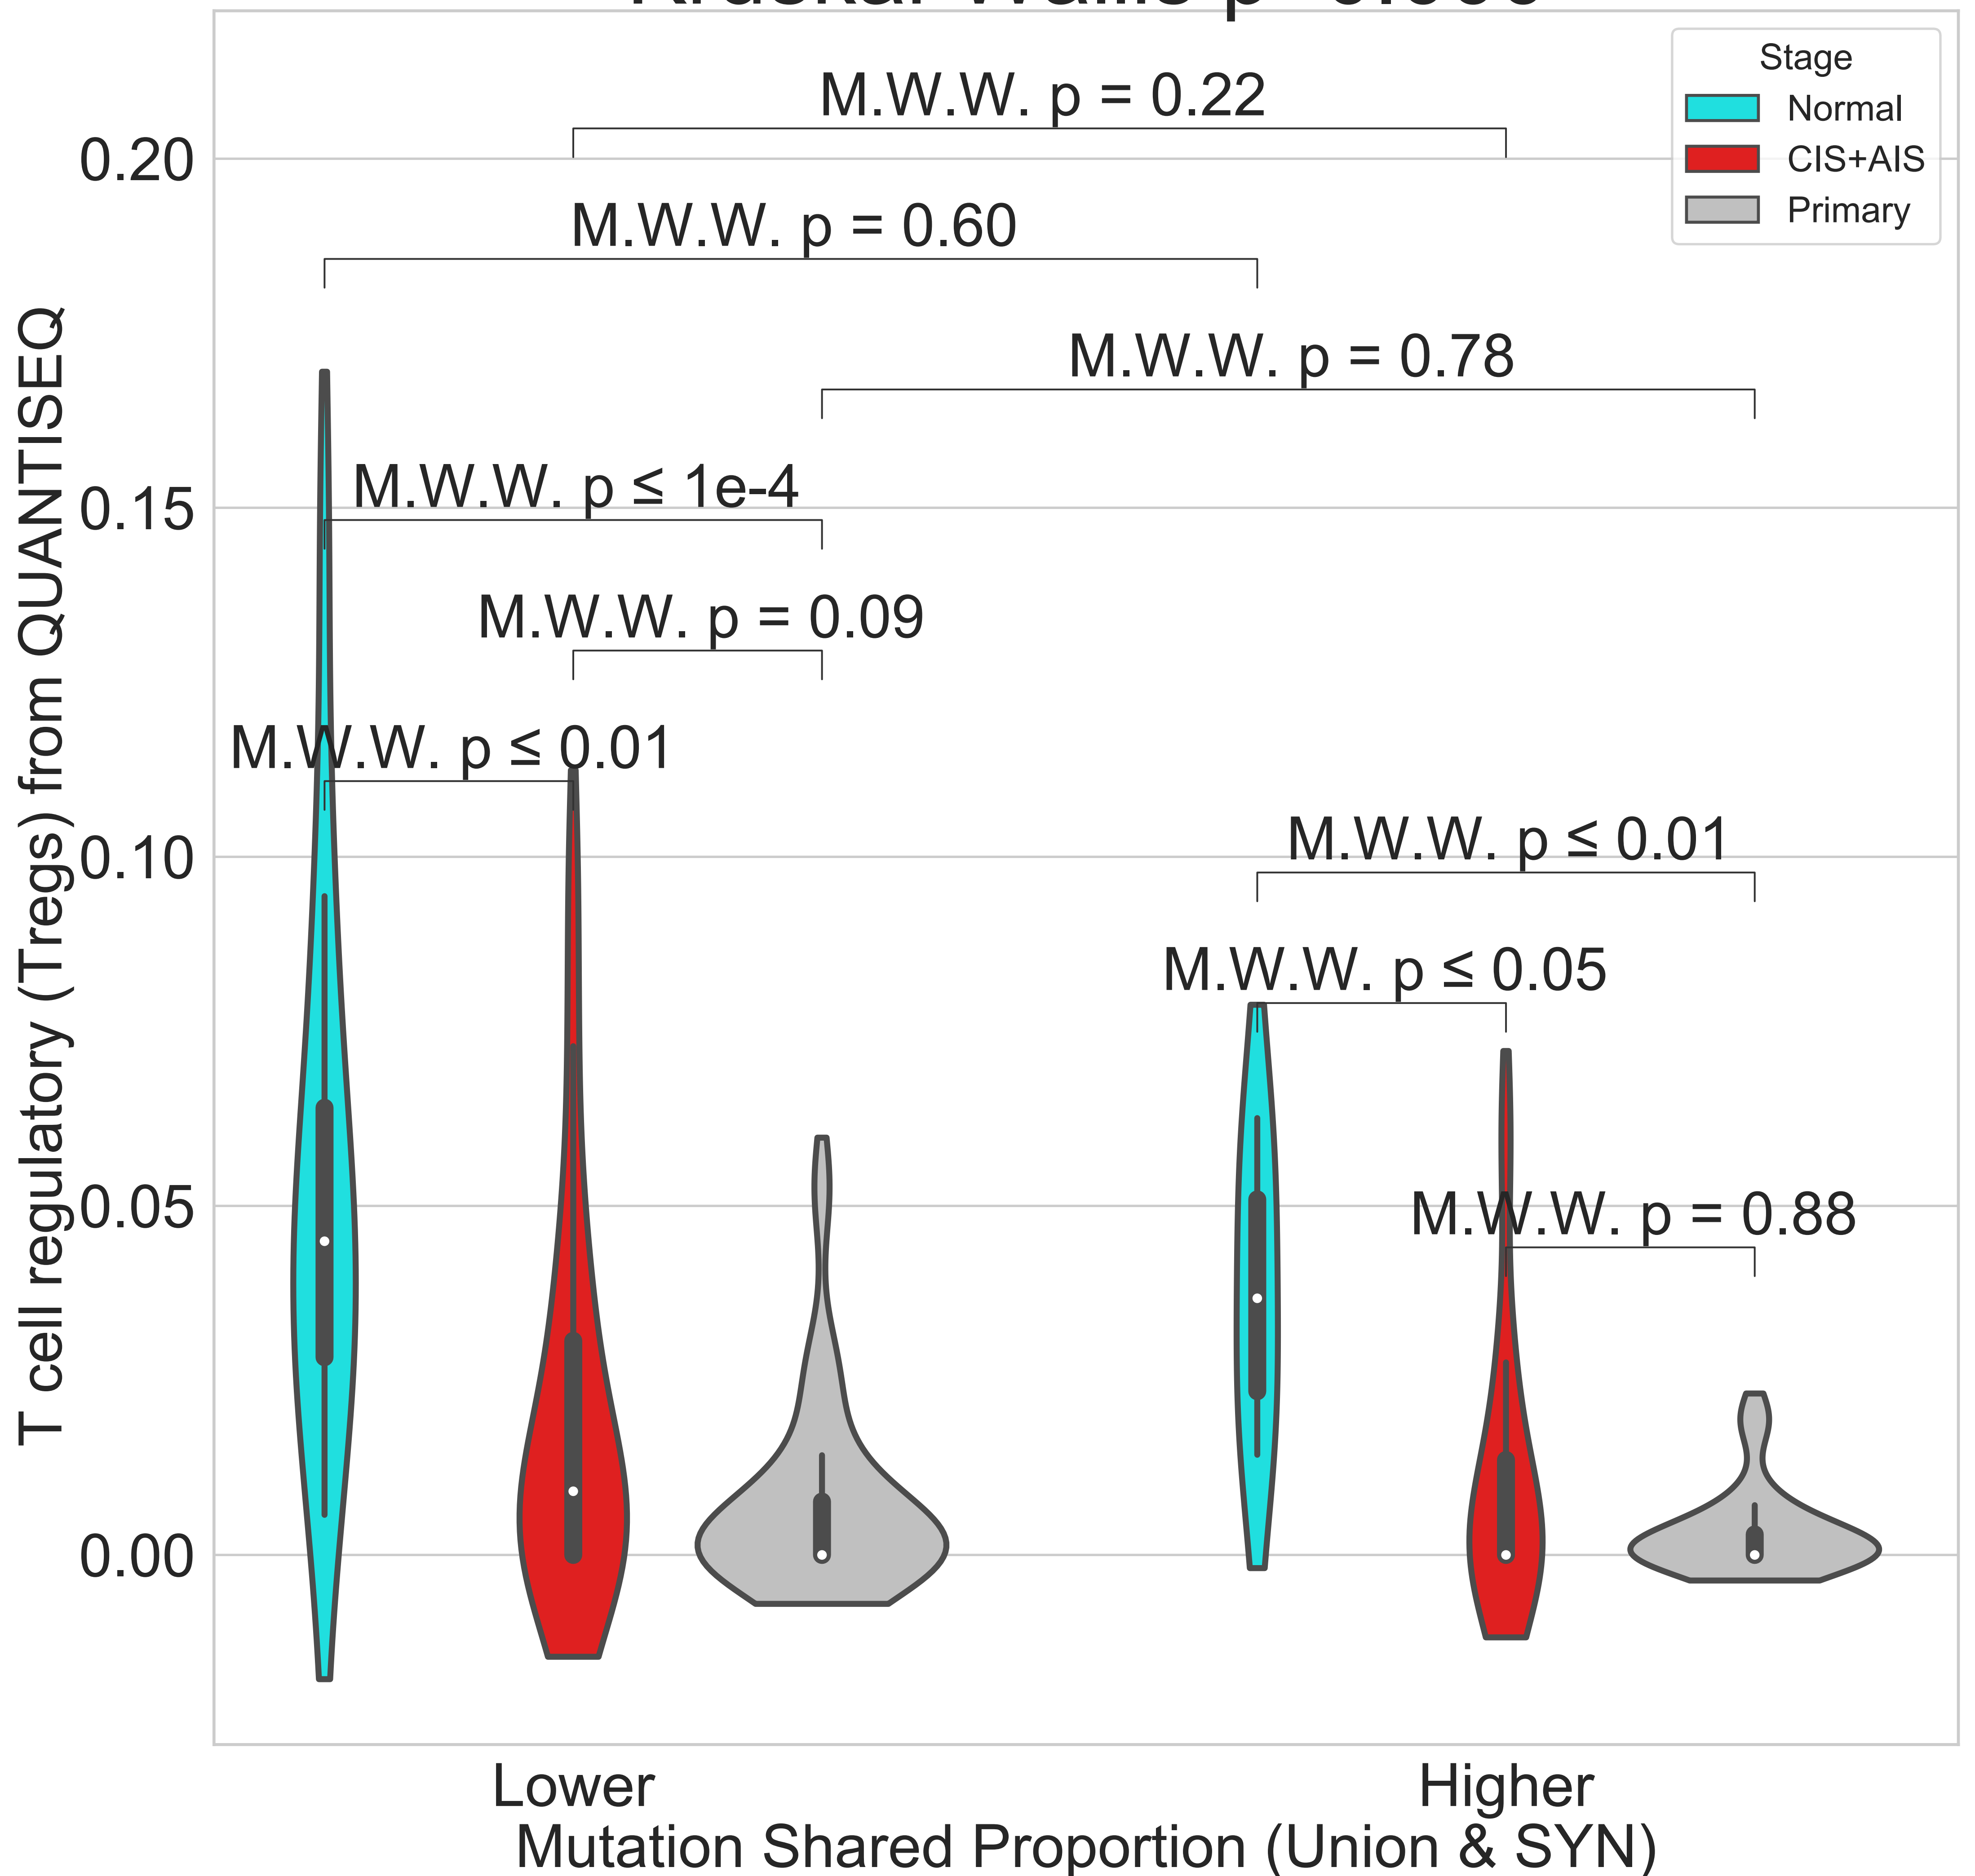 Stage
Normal
CIS+AIS
Primary
M.W.W. p = 0.22
M.W.W. p = 0.60
M.W.W. p = 0.78
M.W.W. p ≤ 1e-4
M.W.W. p = 0.09
M.W.W. p ≤ 0.01
M.W.W. p ≤ 0.01
M.W.W. p ≤ 0.05
M.W.W. p = 0.88
0.20
0.15
0.10
0.05
0.00
T cell regulatory (Tregs) from QUANTISEQ
Lower
Higher
Mutation Shared Proportion (Union & SYN)